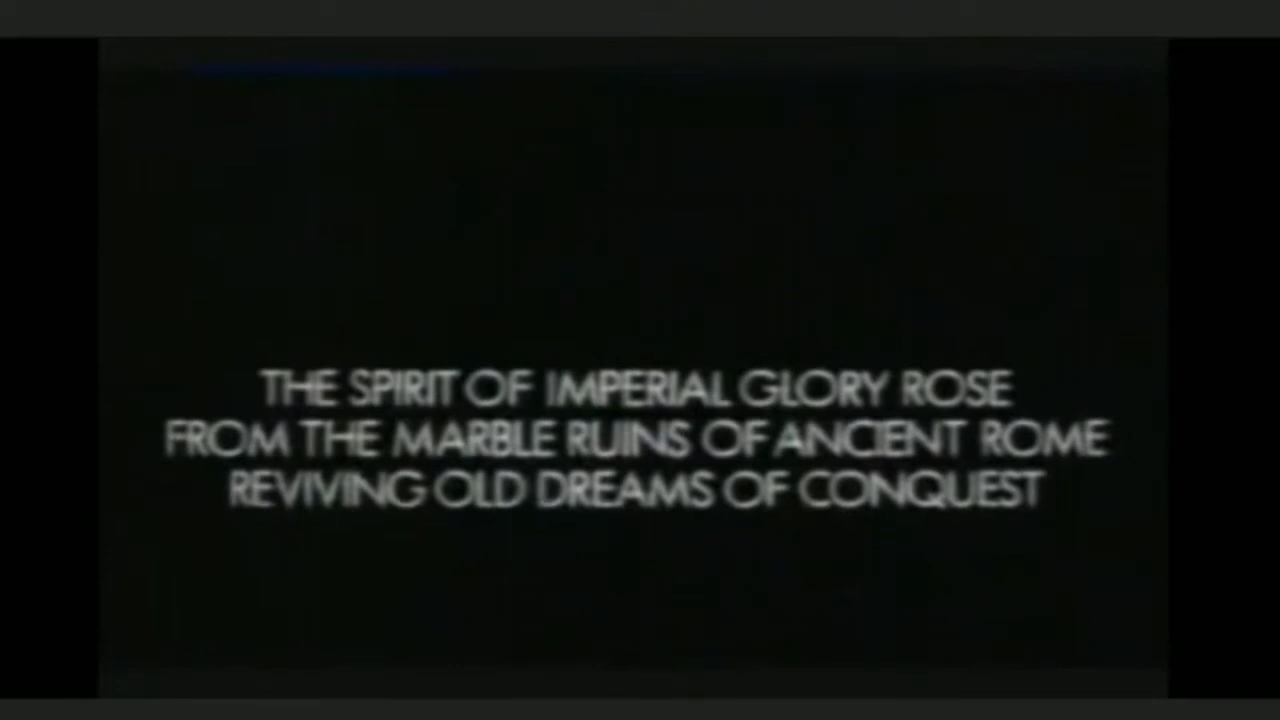 THE SPIRIT OF IMPERIAL GLORY ROSE
FROM THE MARBLE RUINS OF ANCIENT ROME
REVIVING OLD DREAMS OF CONQUEST